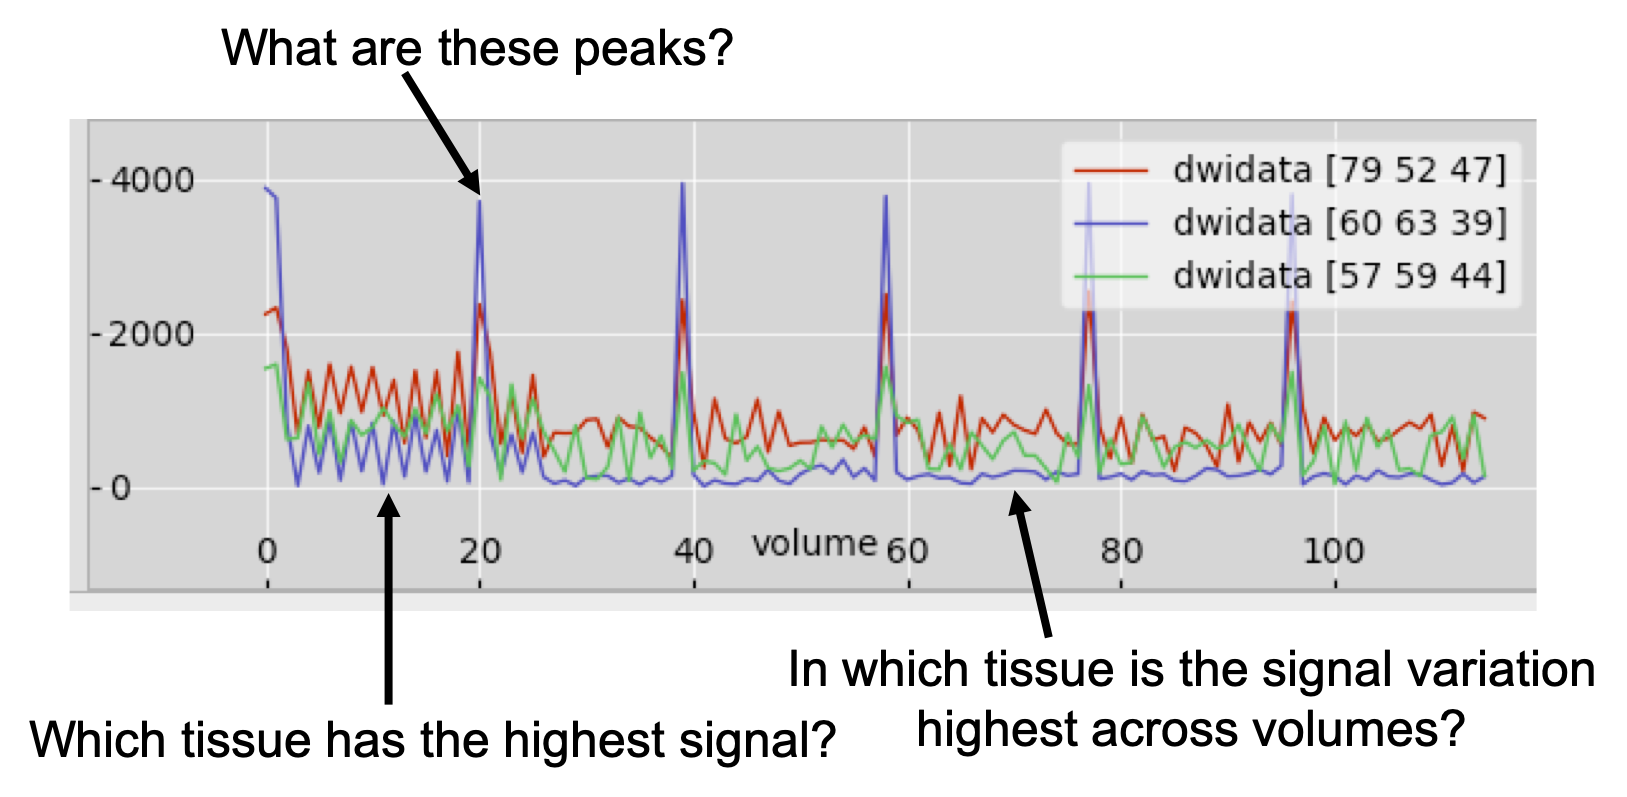 What are these peaks?
- 4000
dwidata [79 52 47]
dwidata [60 63 39]
dwidata [57 59 44]
- 2000
- 0
0 20 40 volume 60 80 100
Which tissue has the highest signal?
In which tissue is the signal variation
highest across volumes?